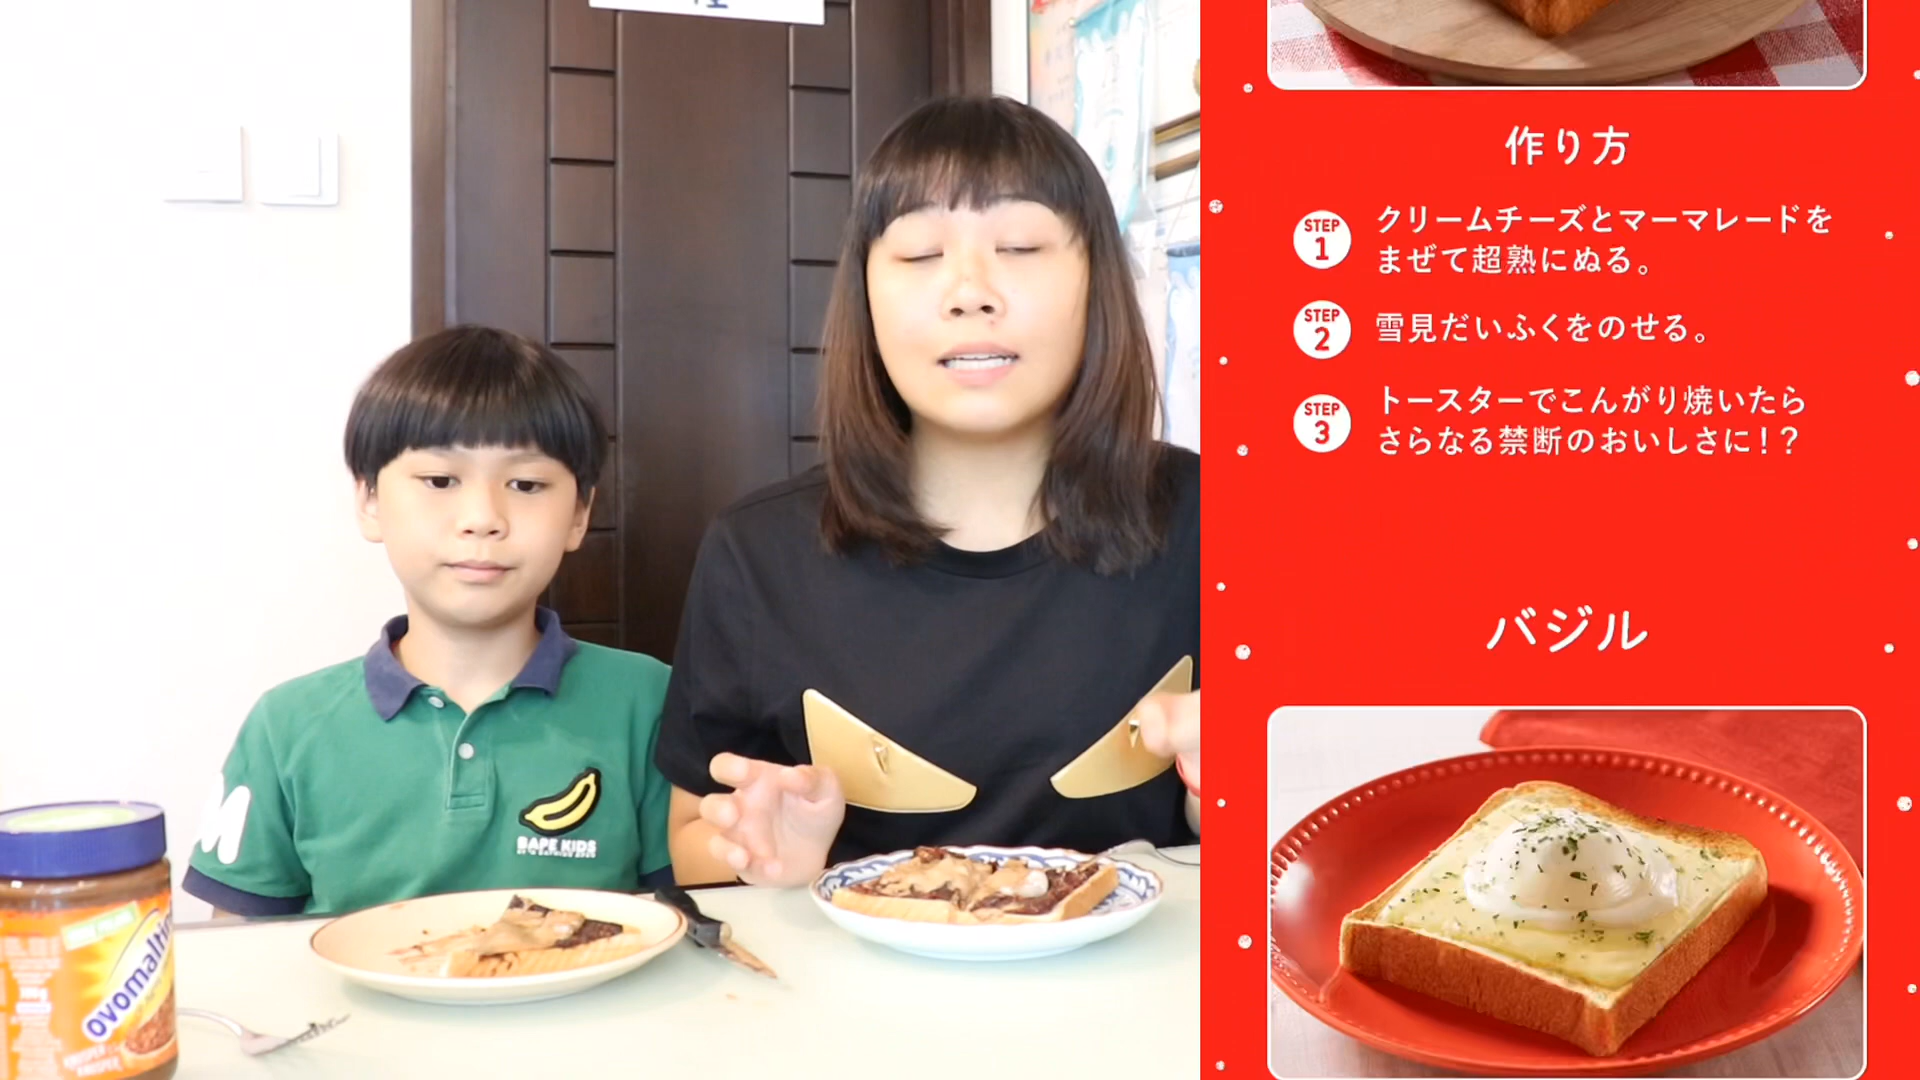 作り方
STEP
1
クリームチーズとマーマレードを
まぜて超熟にぬる。
STEP
2
雪見だいふくをのせる。
STEP
3
トースターでこんがり焼いたら
さらなる禁断のおいしさに!?
バジル
BAPE KIDS
M
ovomaltine